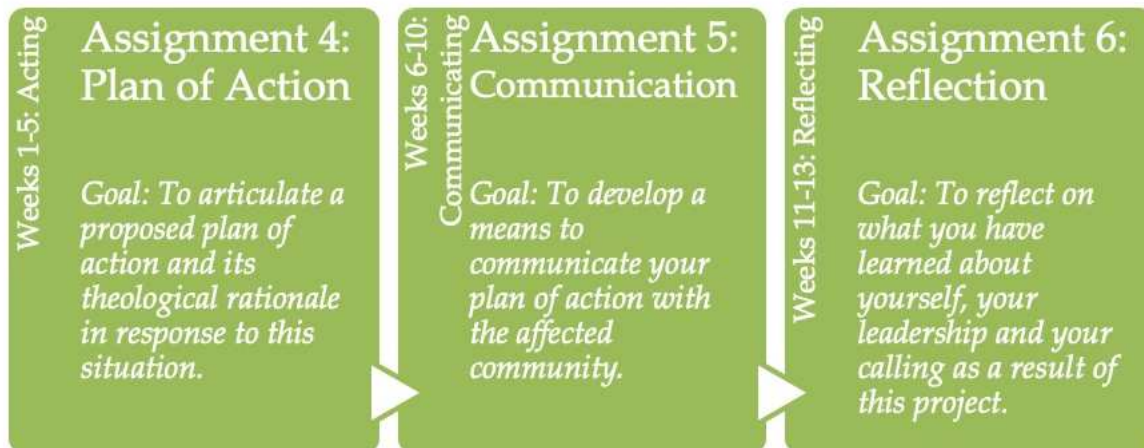 Weeks 1-5: Acting
Assignment 4:
Plan of Action
Goal: To articulate a
proposed plan of
action and its
theological rationale
in response to this
situation.
Weeks 6-10:
Communicating
Assignment 5:
Communication
Goal: To develop a
means to
communicate your
plan of action with
the affected
community.
Weeks 11-13: Reflecting
Assignment 6:
Reflection
Goal: To reflect on
what you have
learned about
yourself, your
leadership and your
calling as a result of
this project.